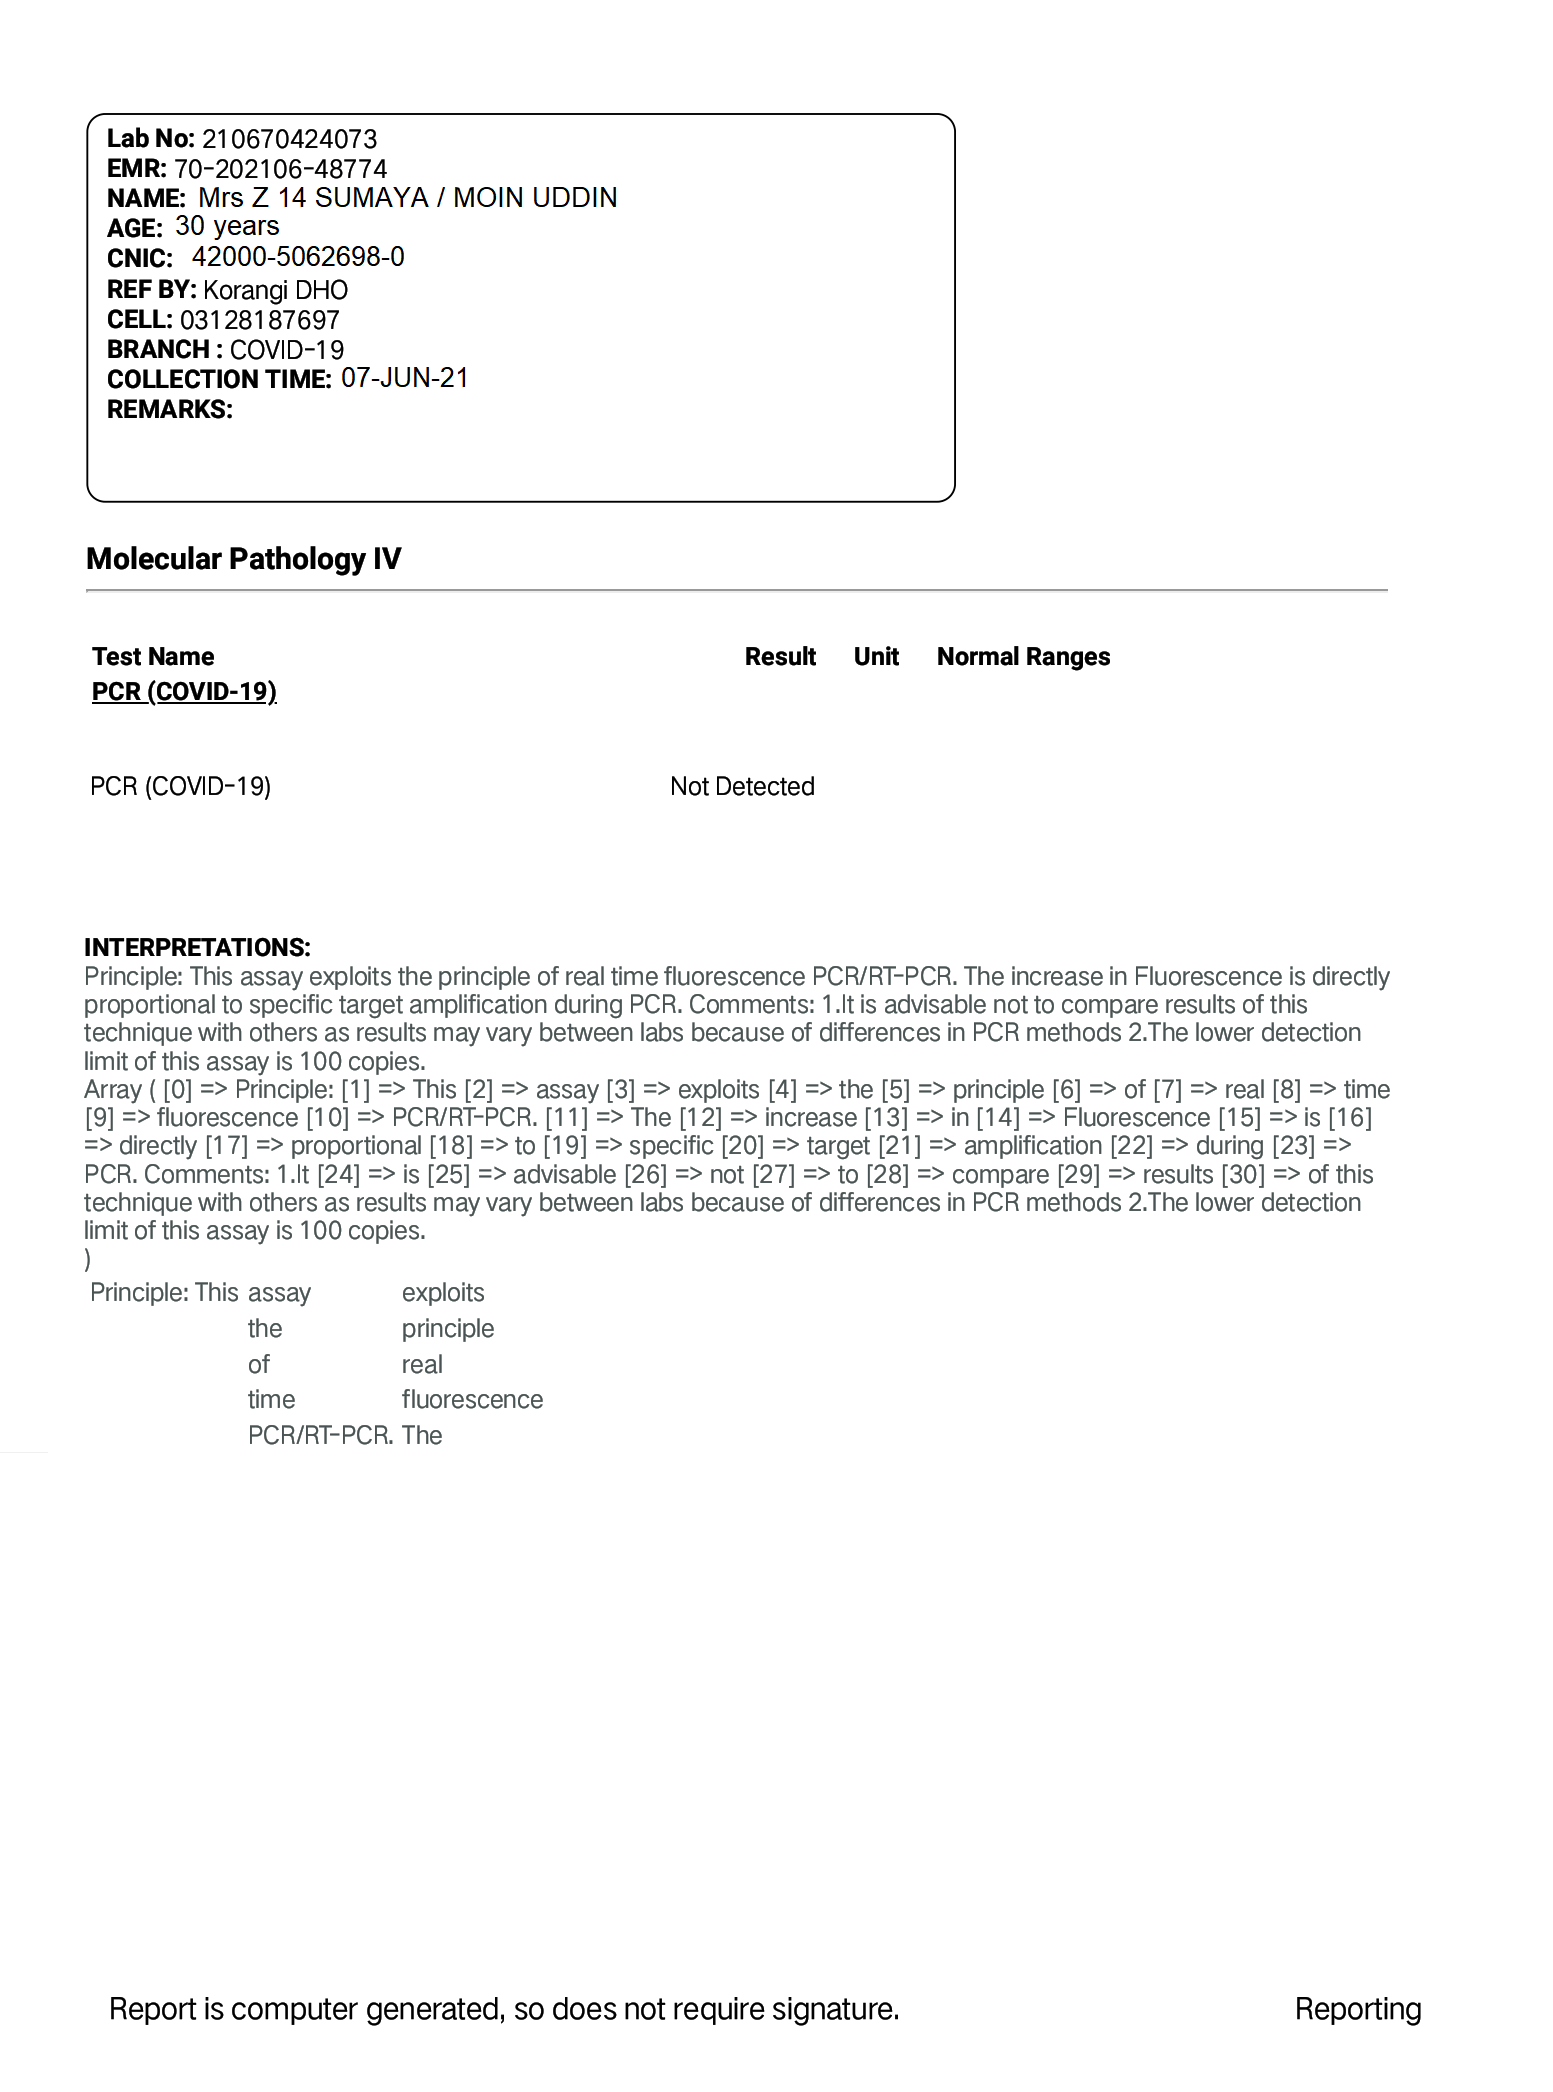 Lab No: 210670424073
EMR: 70-202106-48774
NAME: Mrs Z 14 SUMAYA / MOIN UDDIN
AGE: 30 years
CNIC: 42000-5062698-0
REF BY: Korangi DHO
CELL: 03128187697
BRANCH : COVID-19
COLLECTION TIME: 07-JUN-21
REMARKS:
Molecular Pathology IV
Test Name Result Unit Normal Ranges
PCR (COVID-19)
PCR (COVID-19) Not Detected
INTERPRETATIONS:
Principle: This assay exploits the principle of real time fluorescence PCR/RT-PCR. The increase in Fluorescence is directly
proportional to specific target amplification during PCR. Comments: 1.It is advisable not to compare results of this
technique with others as results may vary between labs because of differences in PCR methods 2.The lower detection
limit of this assay is 100 copies.
Array ( [0] => Principle: [1] => This [2] => assay [3] => exploits [4] => the [5] => principle [6] => of [7] => real [8] => time
[9] => fluorescence [10] => PCR/RT-PCR. [11] => The [12] => increase [13] => in [14] => Fluorescence [15] => is [16]
=> directly [17] => proportional [18] => to [19] => specific [20] => target [21] => amplification [22] => during [23] =>
PCR. Comments: 1.It [24] => is [25] => advisable [26] => not [27] => to [28] => compare [29] => results [30] => of this
technique with others as results may vary between labs because of differences in PCR methods 2.The lower detection
limit of this assay is 100 copies.
)
Principle: This assay exploits
the principle
of real
time fluorescence
PCR/RT-PCR. The
Report is computer generated, so does not require signature. Reporting